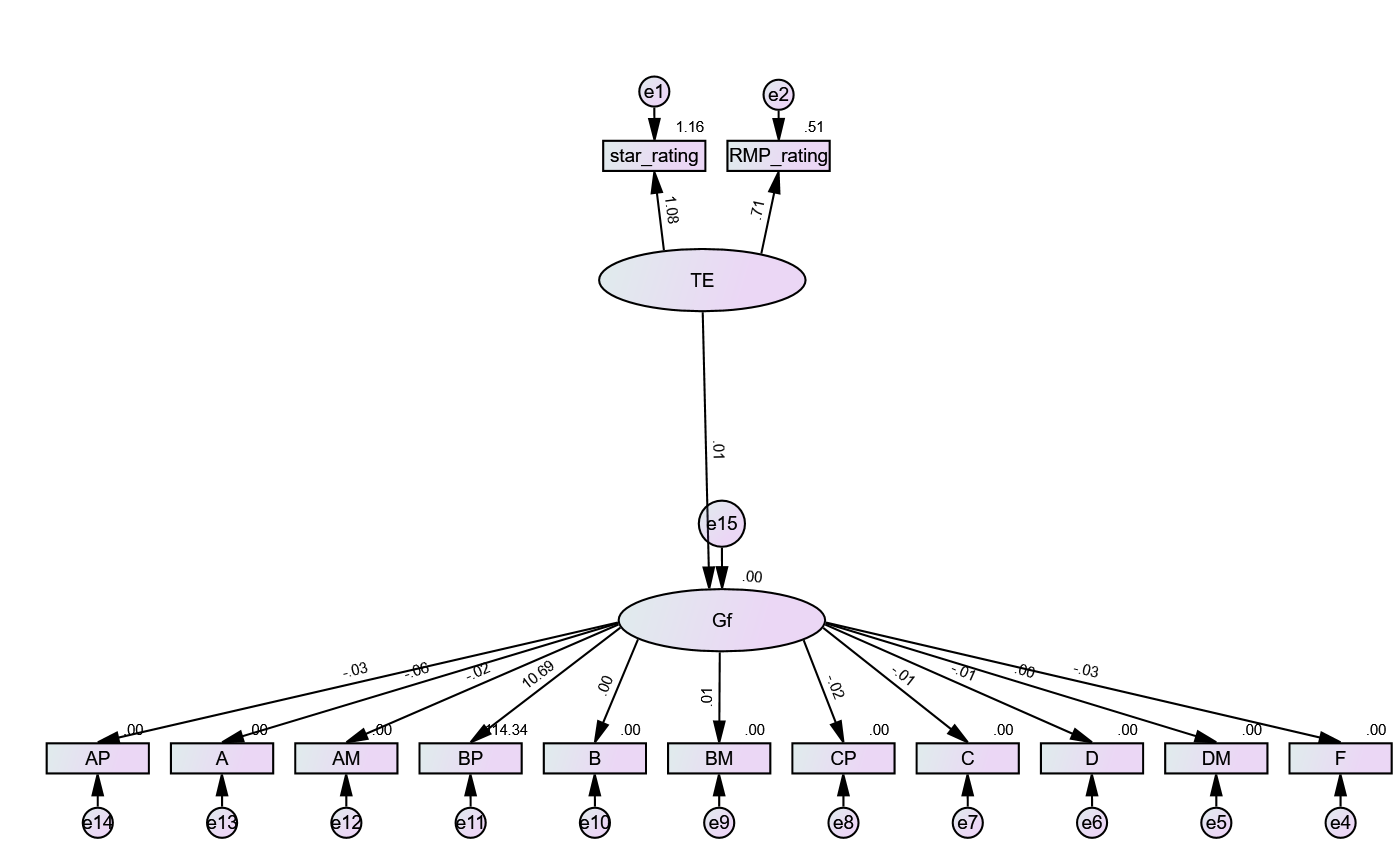 e1
e2
1.16
.51
star_rating
RMP_rating
1.08
.71
TE
.01
e15
.00
Gf
-.03
-.06
-.02
10.69
.00
.01
-.02
-.01
-.01
.00
-.03
.00
.00
.00
114.34
.00
.00
.00
.00
.00
.00
.00
AP
A
AM
BP
B
BM
CP
C
D
DM
F
e14
e13
e12
e11
e10
e9
e8
e7
e6
e5
e4